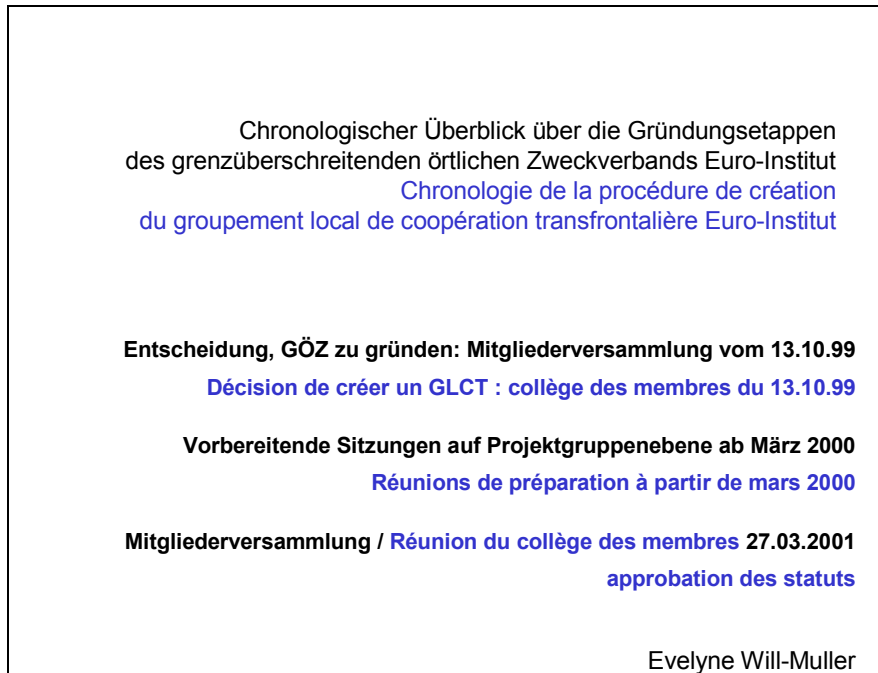 Chronologischer Überblick über die Gründungsetappen
des grenzüberschreitenden örtlichen Zweckverbands Euro-Institut
Chronologie de la procédure de création
du groupement local de coopération transfrontalière Euro-Institut
Entscheidung, GÖZ zu gründen: Mitgliederversammlung vom 13.10.99
Décision de créer un GLCT : collège des membres du 13.10.99
Vorbereitende Sitzungen auf Projektgruppenebene ab März 2000
Réunions de préparation à partir de mars 2000
Mitgliederversammlung / Réunion du collège des membres 27.03.2001
approbation des statuts
Evelyne Will-Muller